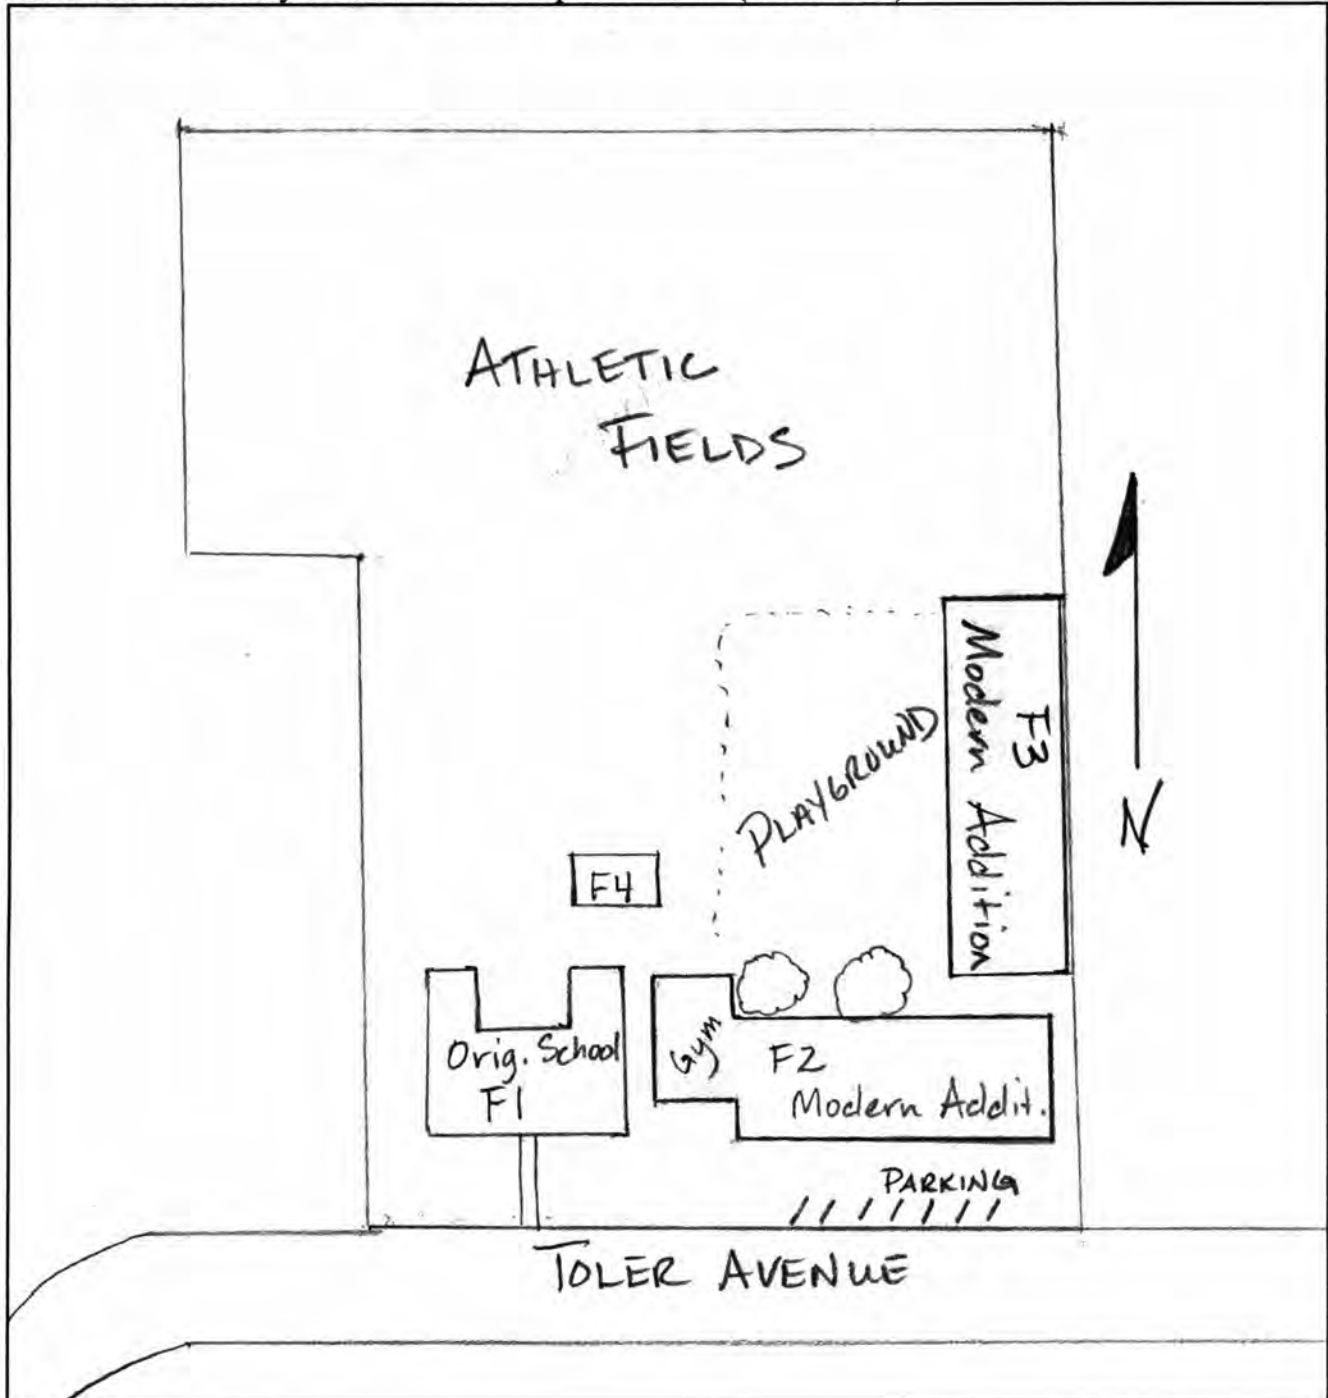 ATHLETIC
FIELDS
F3
Modern Addition
PLAYGROUND
N
F4
Orig. School
F1
Gym
F2
Modern Addit.
PARKING
TOLER AVENUE